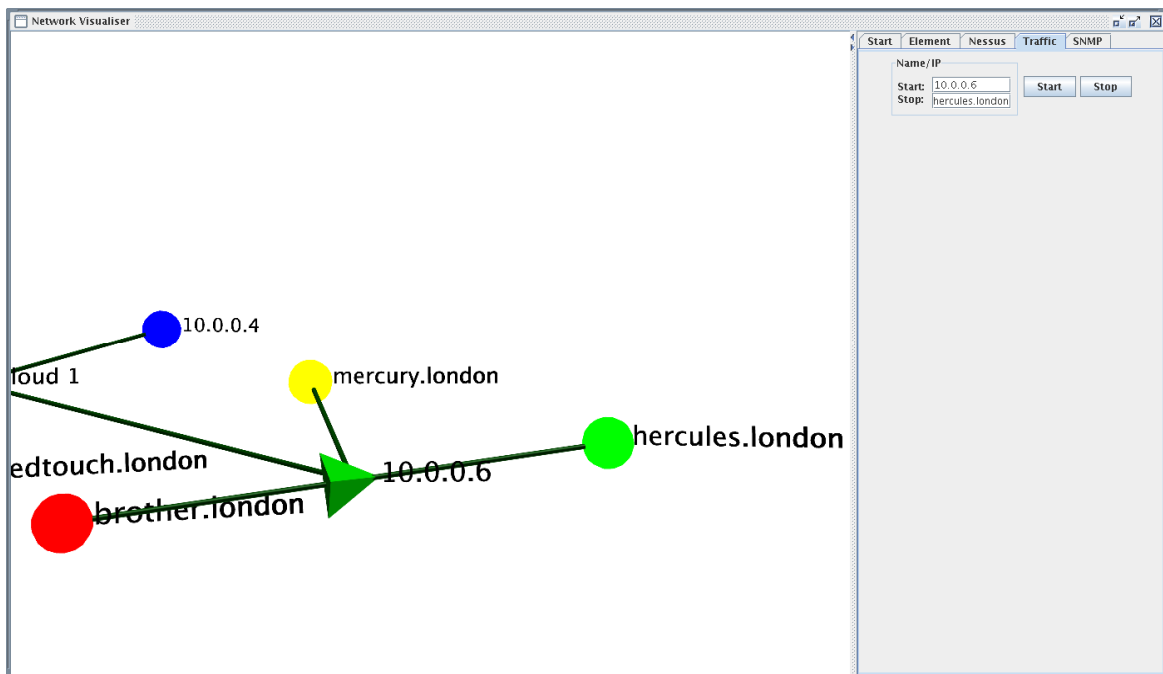 Network Visualiser
Start Element Nessus Traffic SNMP
Name/IP
Start: 10.0.0.6
Stop: hercules.london
Start Stop
10.0.0.4
loud 1
mercury.london
hercules.london
edtouch.london
10.0.0.6
brother.london